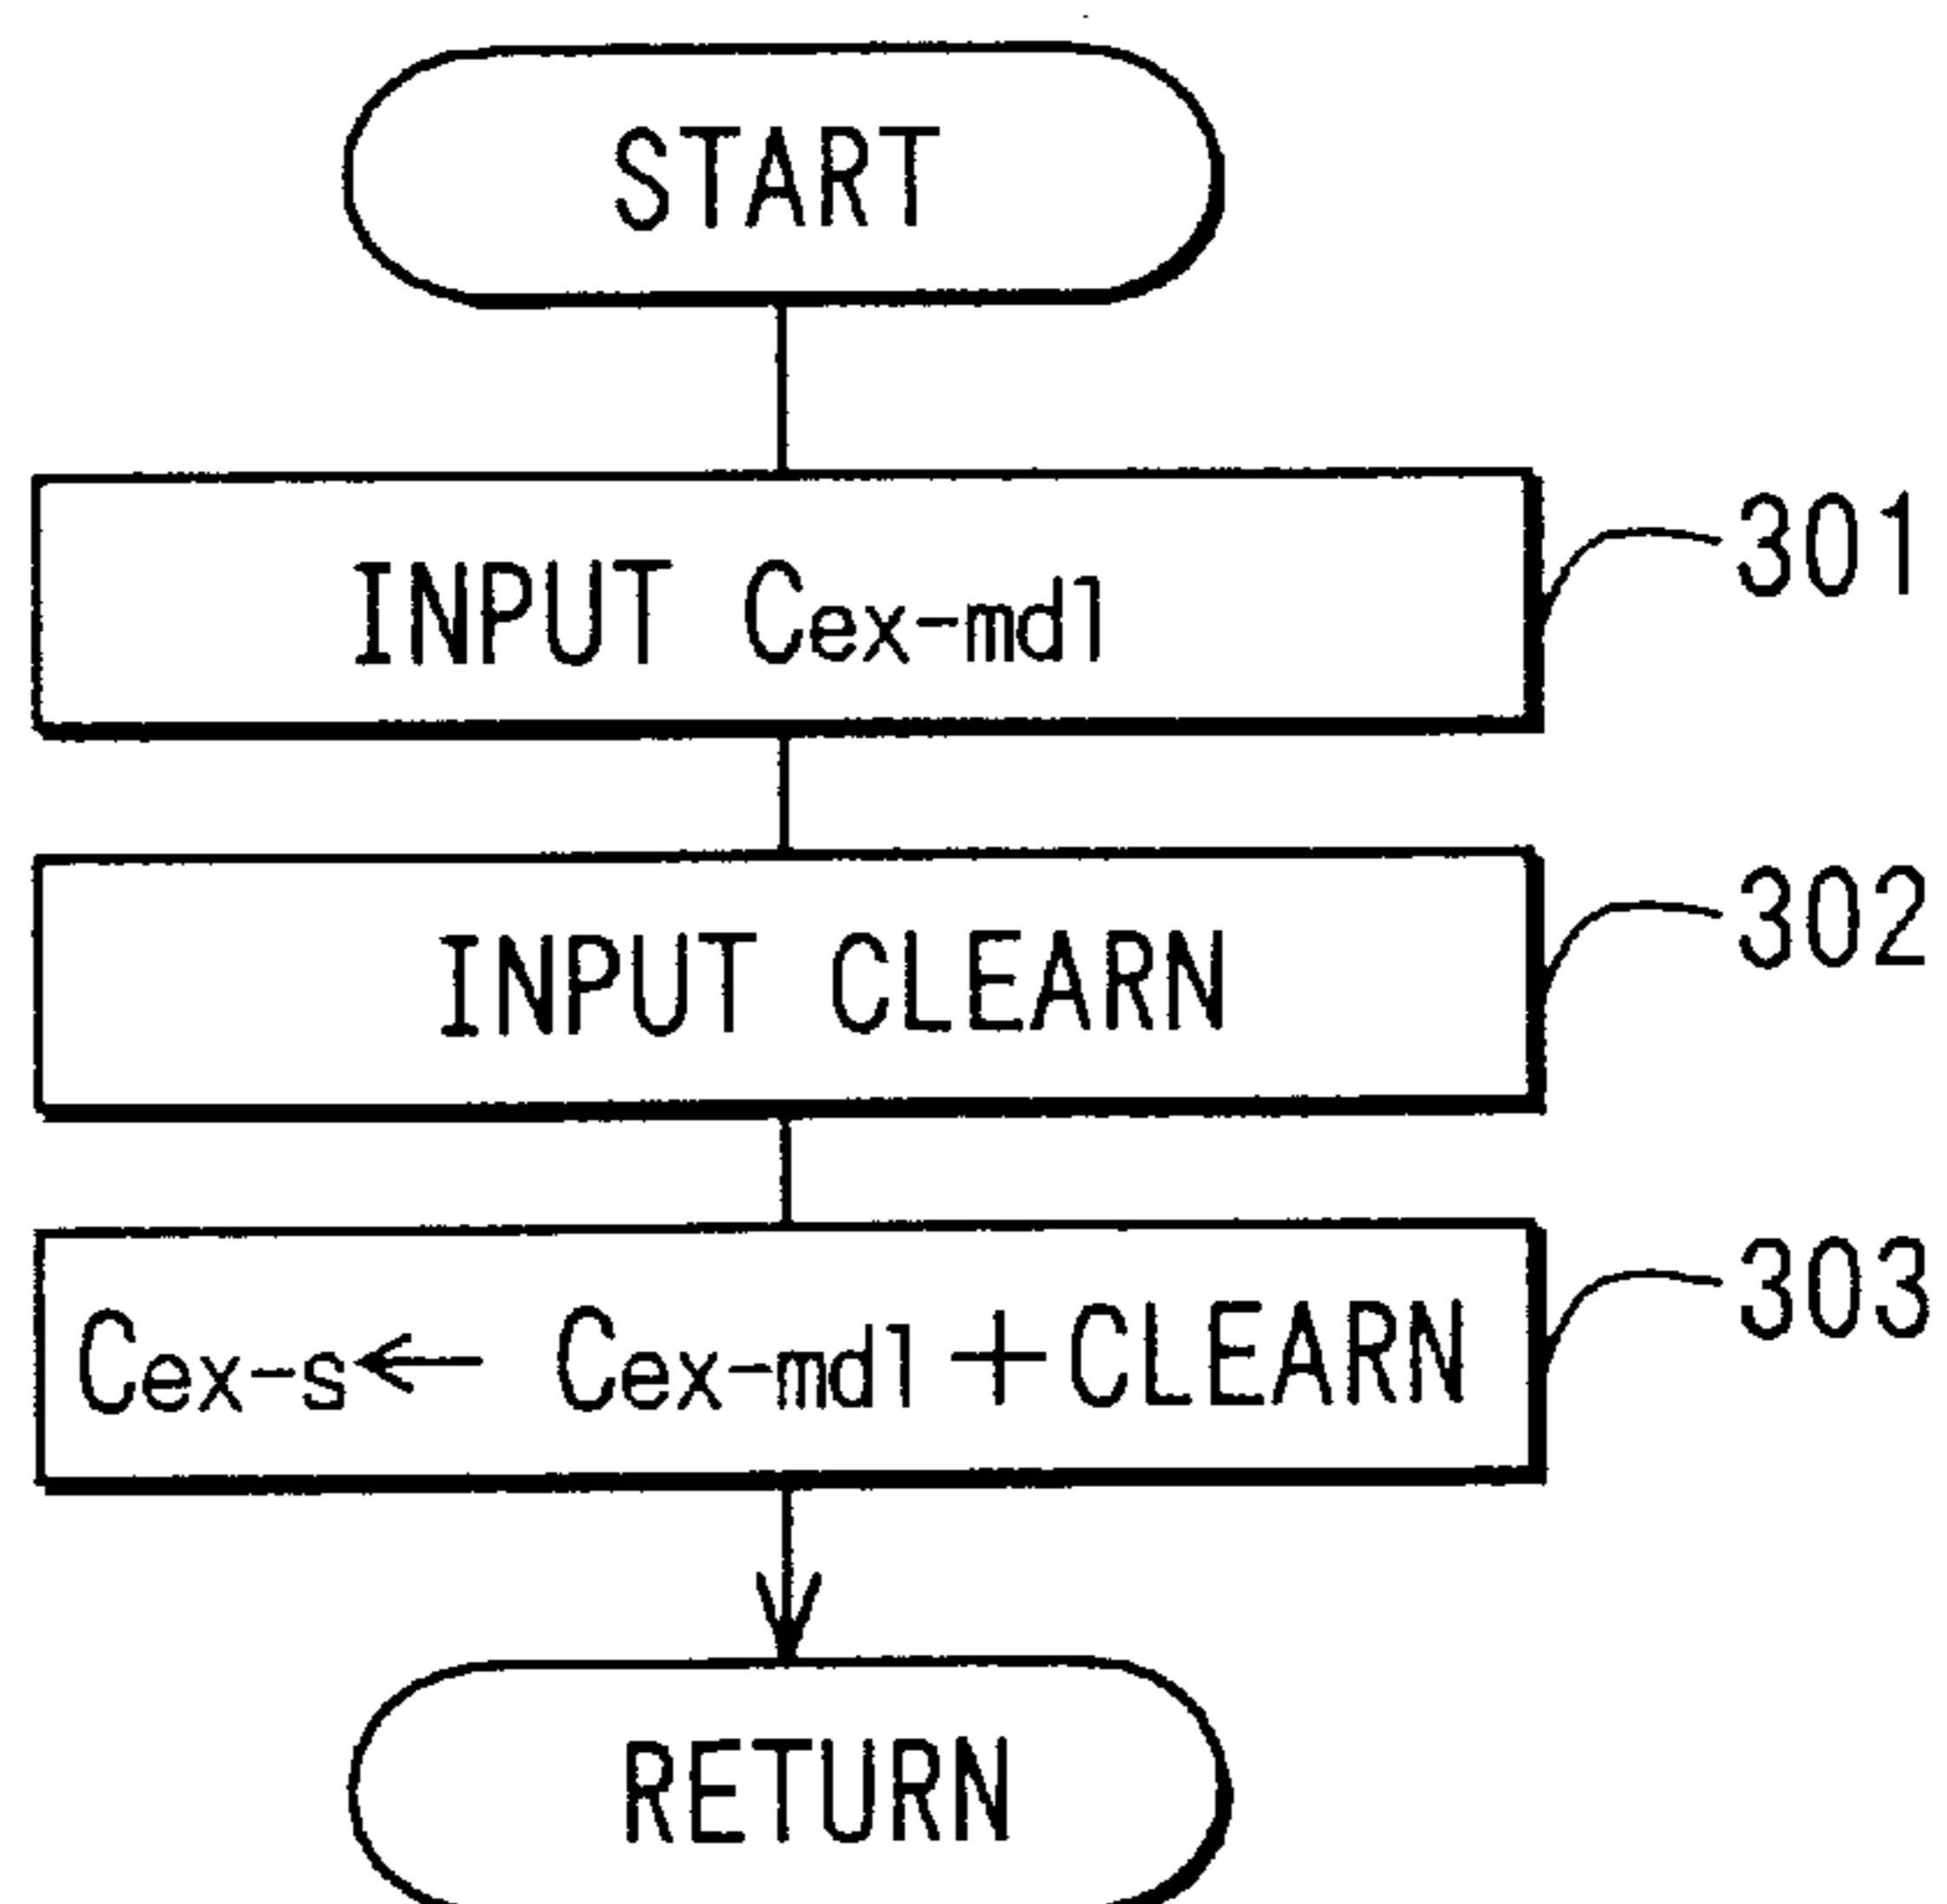 START
INPUT Cex-md1
301
INPUT CLEARN
302
Cex-s← Cex-md1 +CLEARN
303
RETURN